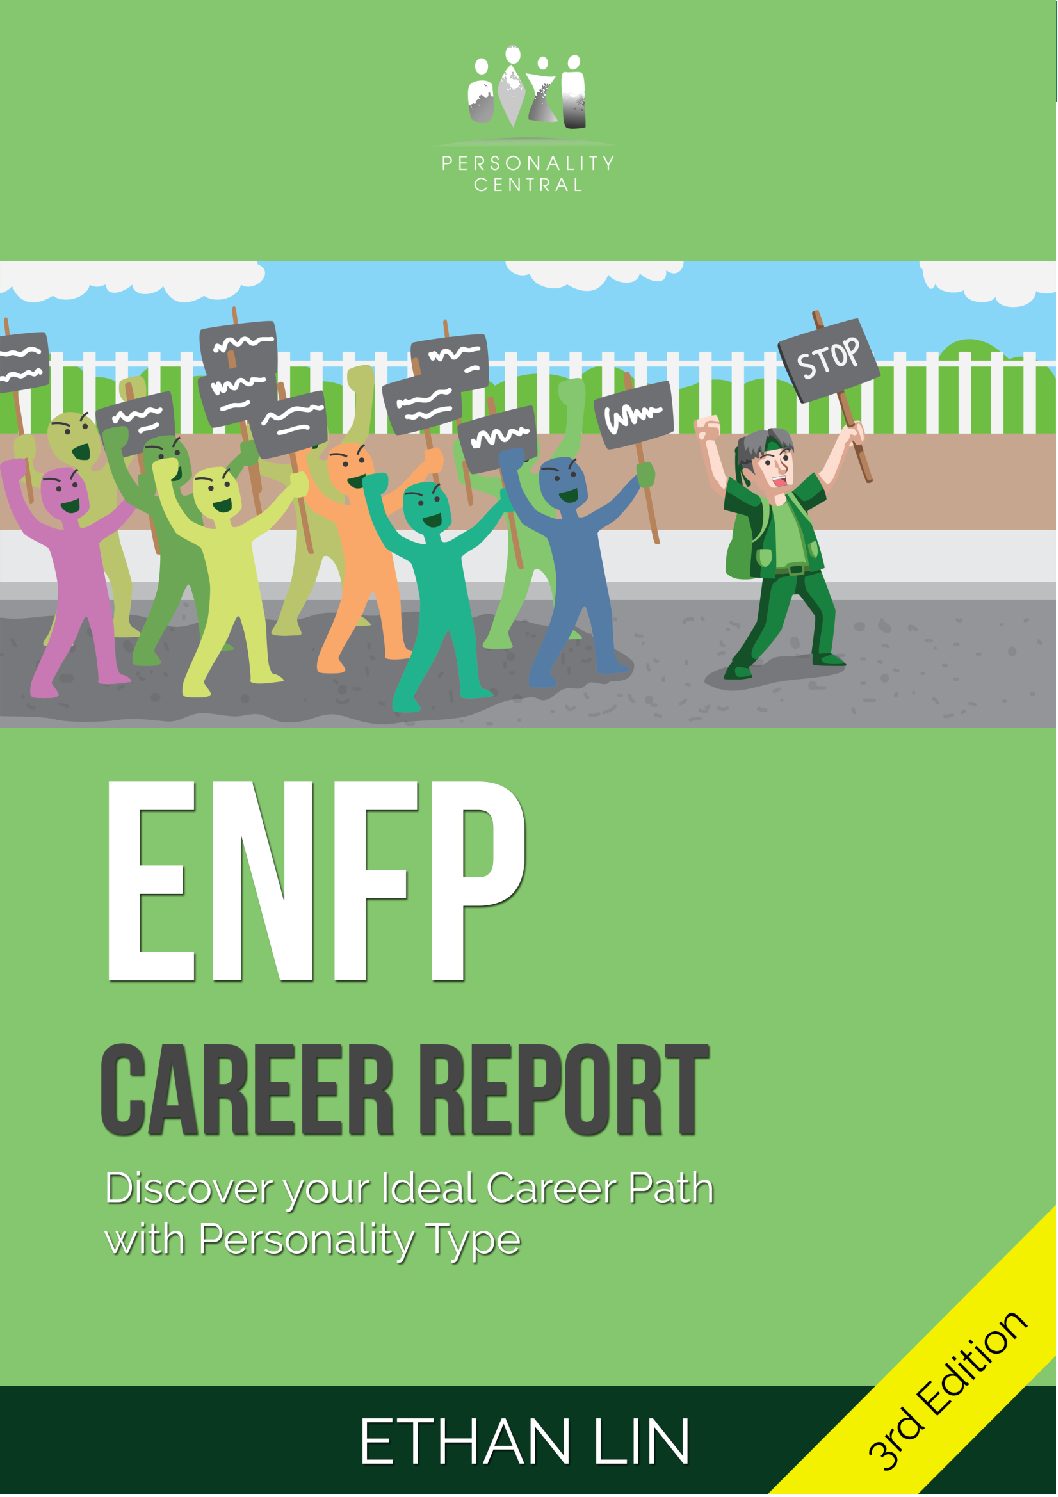 PERSONALITY
CENTRAL
STOP
ENFP
CAREER REPORT
Discover your Ideal Career Path
with Personality Type
3rd Edition
ETHAN LIN